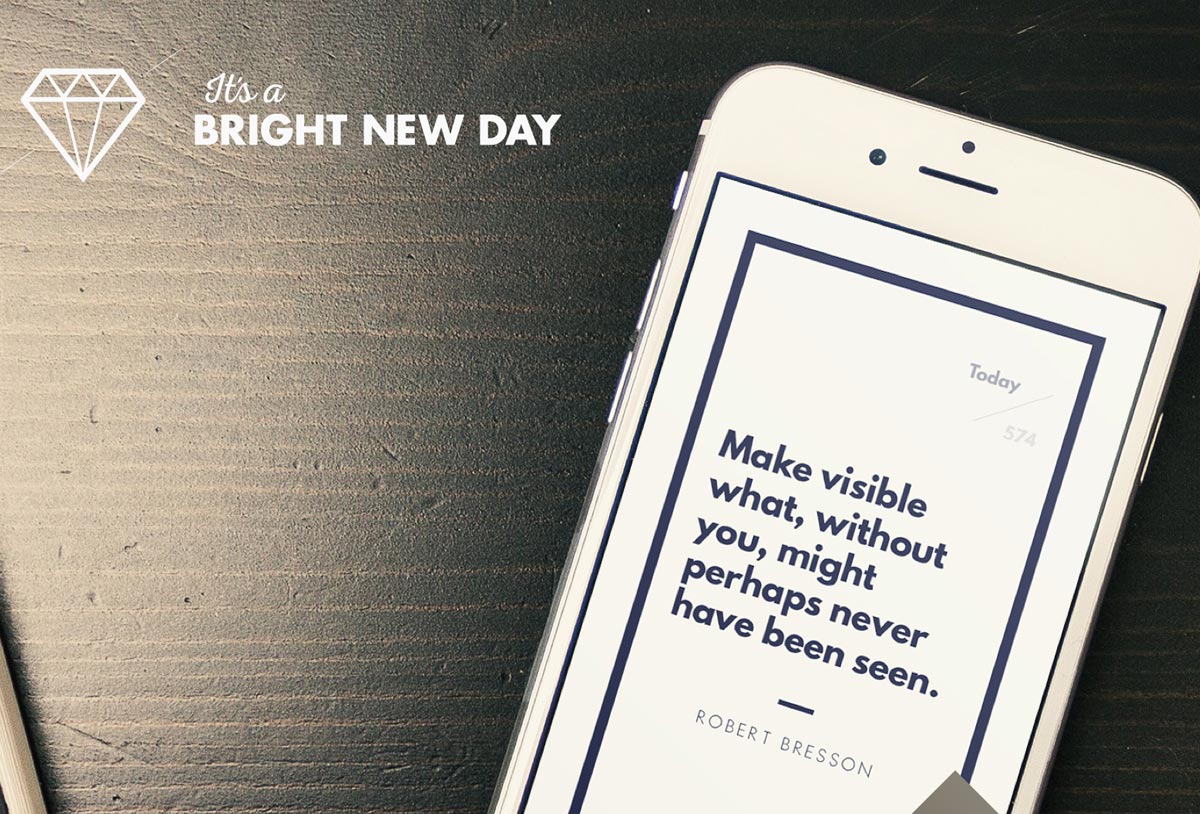 It's a
BRIGHT NEW DAY
Today
574
Make visible
what, without
you, might
perhaps never
have been seen.
ROBERT BRESSON